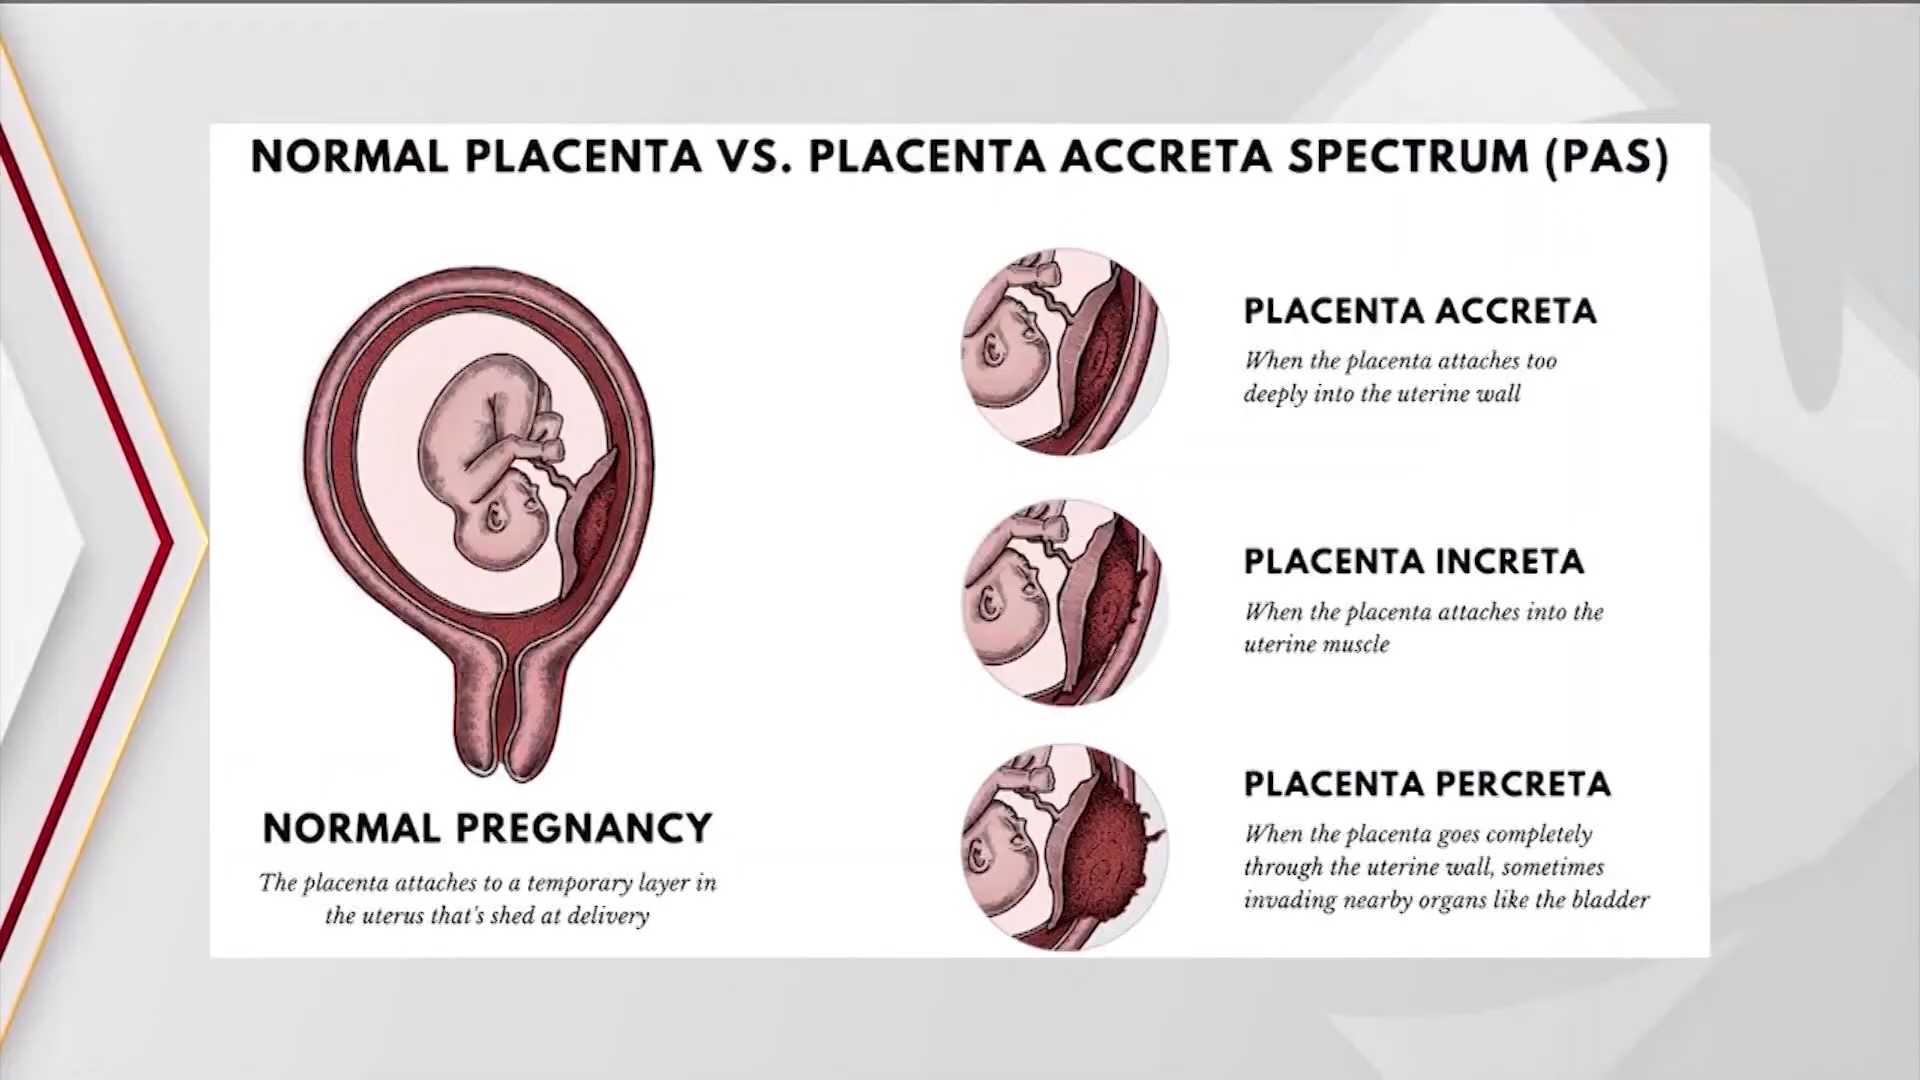 NORMAL PLACENTA VS. PLACENTA ACCRETA SPECTRUM (PAS)
NORMAL PREGNANCY
The placenta attaches to a temporary layer in
the uterus that's shed at delivery
PLACENTA ACCRETA
When the placenta attaches too
deeply into the uterine wall
PLACENTA INCRETA
When the placenta attaches into the
uterine muscle
PLACENTA PERCRETA
When the placenta goes completely
through the uterine wall, sometimes
invading nearby organs like the bladder